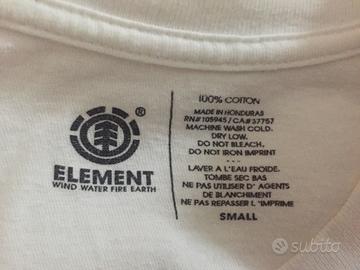 ELEMENT
WIND WATER FIRE EARTH
100% COTTON
MADE IN HONDURAS
RN# 105945 / CA# 37757
MACHINE WASH COLD.
DRY LOW.
DO NOT BLEACH.
DO NOT IRON IMPRINT
---
LAVER A L'EAU FROIDE.
TOMBE SEC BAS
NE PAS UTILISER D' AGENTS
DE BLANCHIMENT
NE PAS REPASSER L 'IMPRIME
SMALL
subito